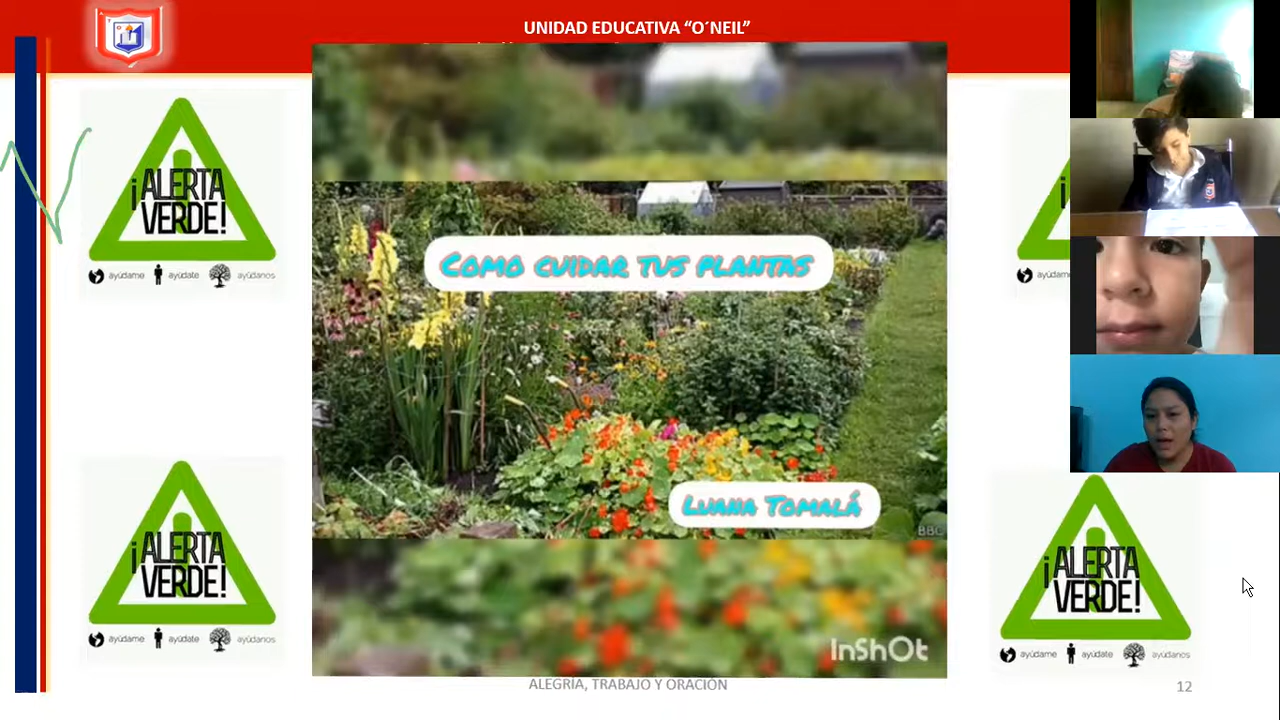 UNIDAD EDUCATIVA “O´NEIL”
¡ALERTA
VERDE!
ayúdame ayúdate ayúdanos
COMO CUIDAR TUS PLANTAS
LUANA TOMALÁ
BBC
¡ALERTA
VERDE!
ayúdame ayúdate ayúdanos
¡ALERTA
VERDE!
ayúdame ayúdate ayúdanos
InShOt
ALEGRIA, TRABAJO Y ORACIÓN
12